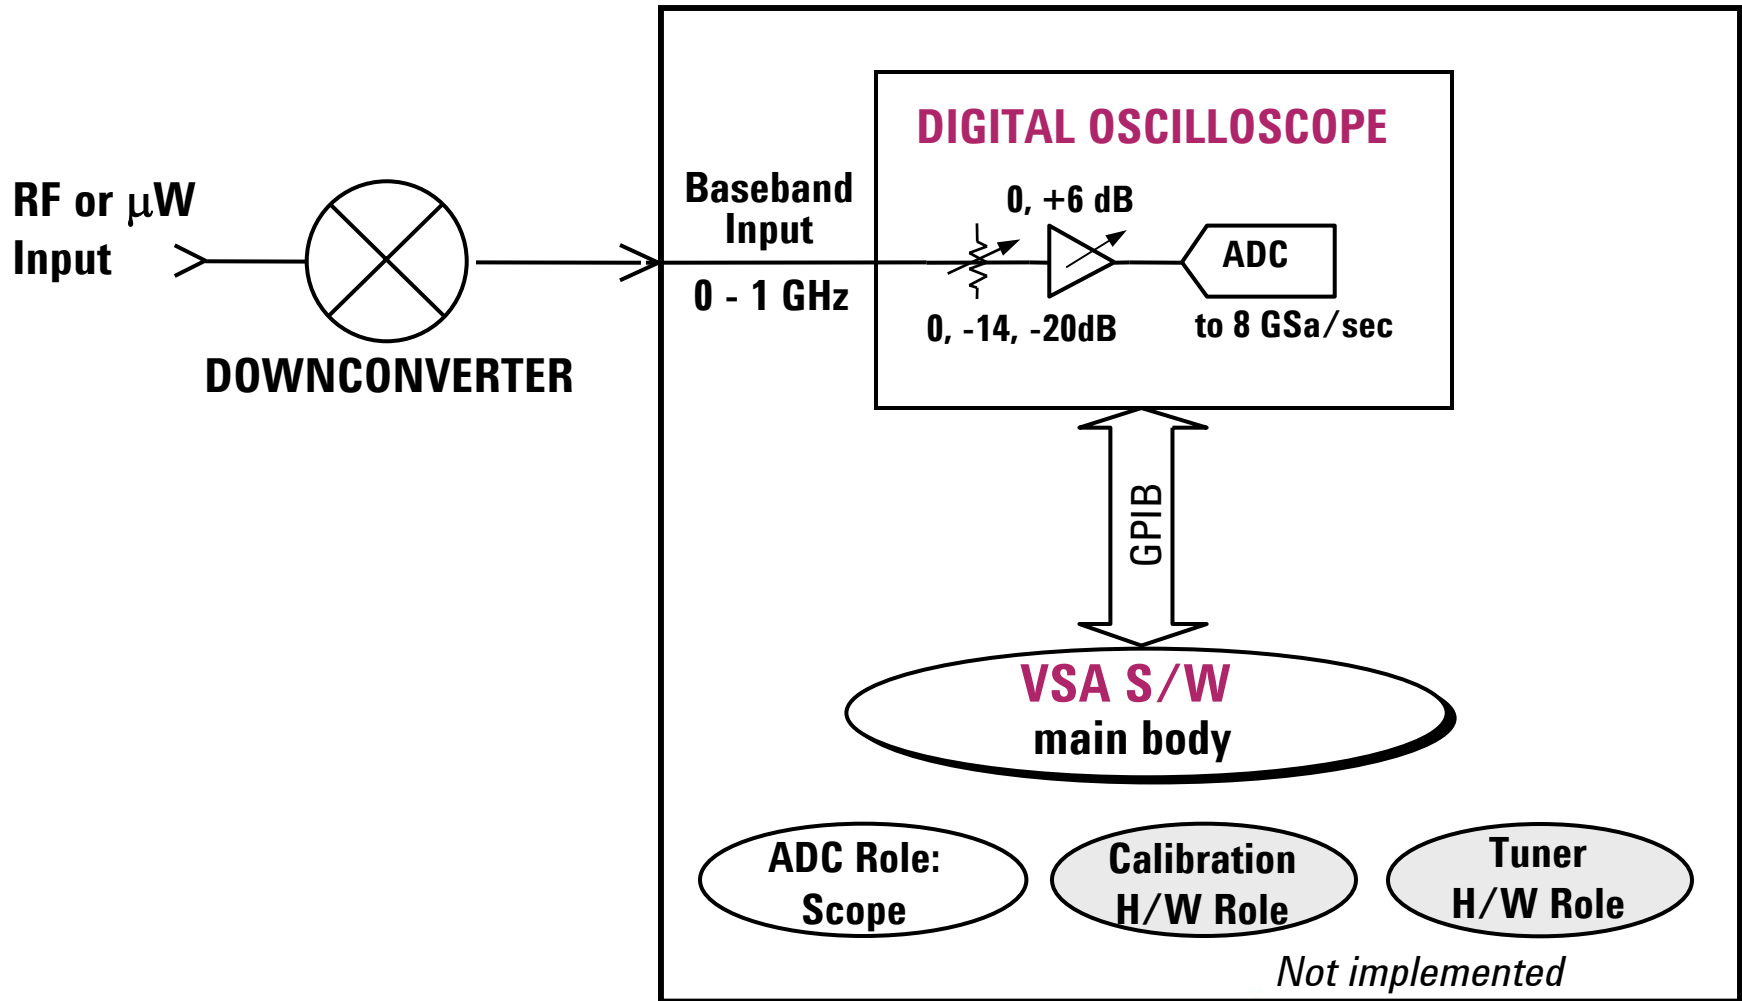 RF or μW
Input
DOWNCONVERTER
Baseband
Input
0 - 1 GHz
DIGITAL OSCILLOSCOPE
0, +6 dB
ADC
0, -14, -20dB
to 8 GSa/sec
GPIB
VSA S/W
main body
ADC Role:
Scope
Calibration
H/W Role
Tuner
H/W Role
Not implemented